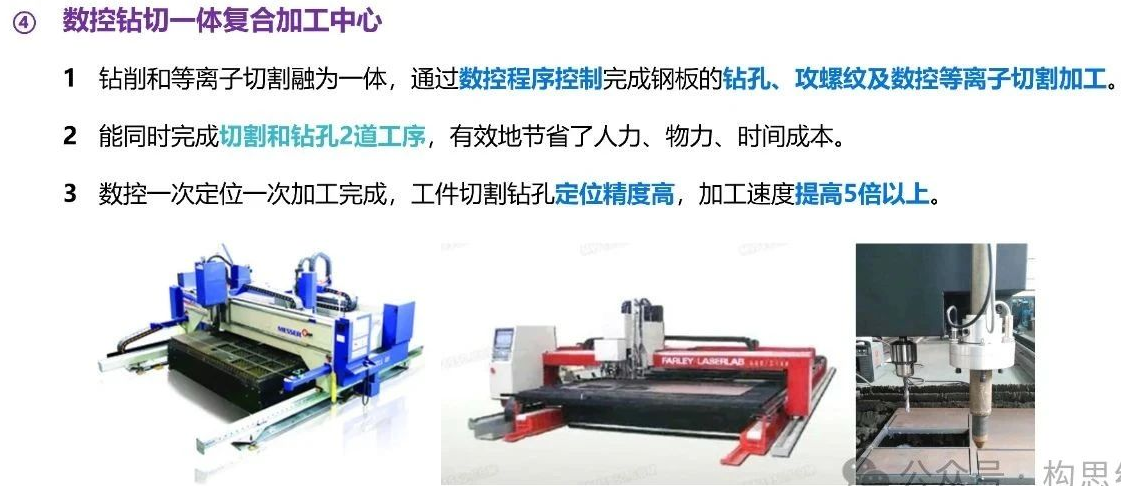 ④ 数控钻切一体复合加工中心
1 钻削和等离子切割融为一体，通过数控程序控制完成钢板的钻孔、攻螺纹及数控等离子切割加工。
2 能同时完成切割和钻孔2道工序，有效地节省了人力、物力、时间成本。
3 数控一次定位一次加工完成，工件切割钻孔定位精度高，加工速度提高5倍以上。
MESSER
FARLEY LASERLAB
公众号 · 构思